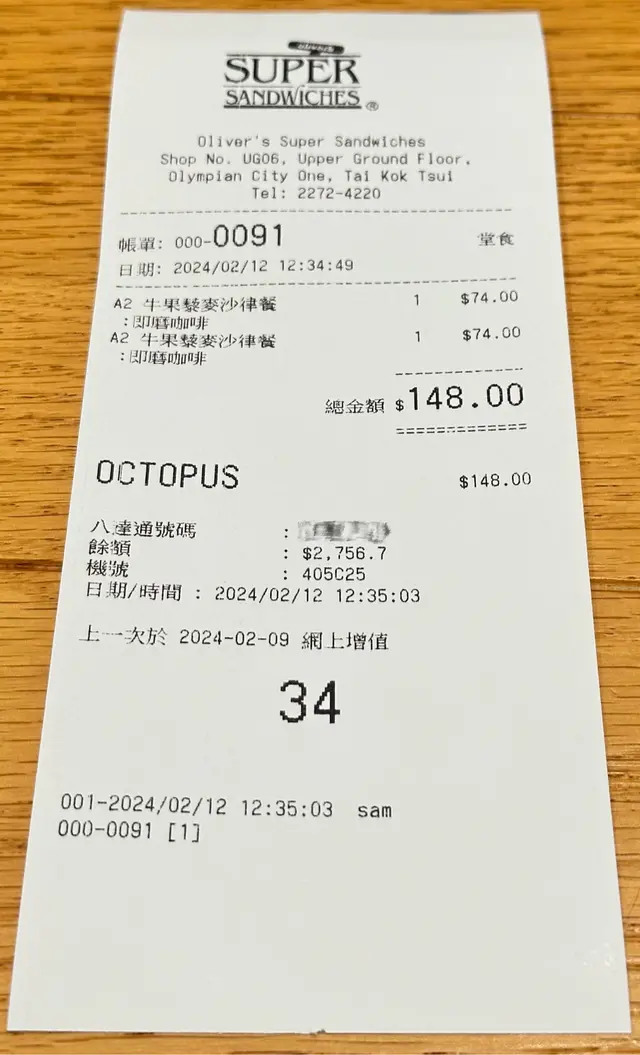 Oliver's
SUPER
SANDWICHES®
Oliver's Super Sandwiches
Shop No. UG06, Upper Ground Floor,
Olympian City One, Tai Kok Tsui
Tel: 2272-4220
帳單: 000-0091 堂食
日期: 2024/02/12 12:34:49
A2 牛果藜麥沙律餐 1 $74.00
:即磨咖啡
A2 牛果藜麥沙律餐 1 $74.00
:即磨咖啡
總金額 $148.00
OCTOPUS $148.00
八達通號碼 :
餘額 : $2,756.7
機號 : 405C25
日期/時間 : 2024/02/12 12:35:03
上一次於 2024-02-09 網上增值
34
001-2024/02/12 12:35:03 sam
000-0091 [1]